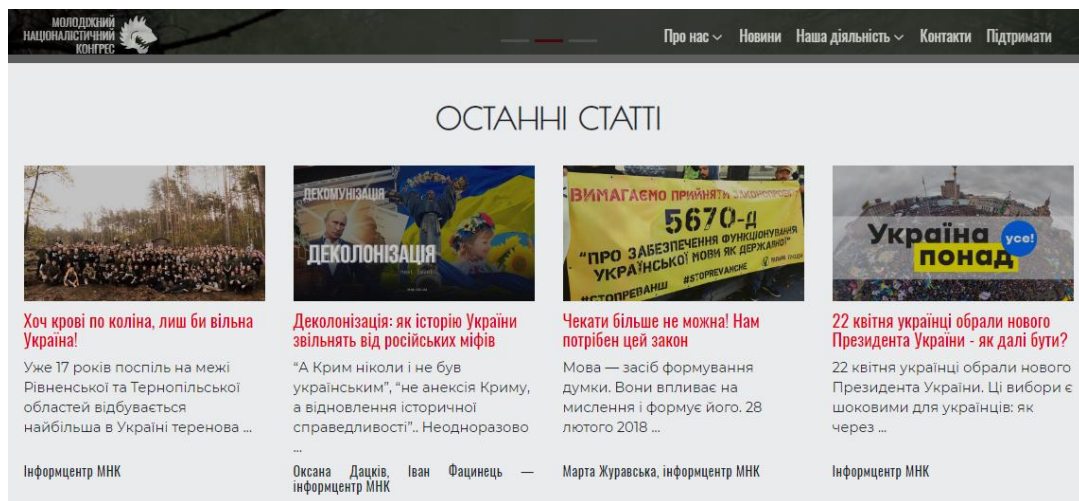 МОЛОДІЖНИЙ
НАЦІОНАЛІСТИЧНИЙ
КОНГРЕС
Про нас Новини Наша діяльність Контакти Підтримати
ОСТАННІ СТАТТІ
ДЕКОМУНІЗАЦІЯ
ДЕКОЛОНІЗАЦІЯ
ВИМАГАЄМО ПРИЙНЯТИ ЗАКОНОПРОЕКТ
5670-д
"ПРО ЗАБЕЗПЕЧЕННЯ ФУНКЦІОНУВАННЯ
УКРАЇНСЬКОЇ МОВИ ЯК ДЕРЖАВНОЇ"
#СТОПРЕВАНШ #STOPREVANCHE
Україна усе!
понад
Хоч крові по коліна, лиш би вільна
Україна!
Уже 17 років поспіль на межі
Рівненської та Тернопільської
областей відбувається
найбільша в Україні теренова ...
Інформцентр МНК
Деколонізація: як історію України
звільнять від російських міфів
“А Крим ніколи і не був
українським”, “не анексія Криму,
а відновлення історичної
справедливості”.. Неодноразово
...
Оксана Дацків, Іван Фацинець —
інформцентр МНК
Чекати більше не можна! Нам
потрібен цей закон
Мова — засіб формування
думки. Вони впливає на
мислення і формує його. 28
лютого 2018 ...
Марта Журавська, інформцентр МНК
22 квітня українці обрали нового
Президента України - як далі бути?
22 квітня українці обрали нового
Президента України. Ці вибори є
шоковими для українців: як
через ...
Інформцентр МНК